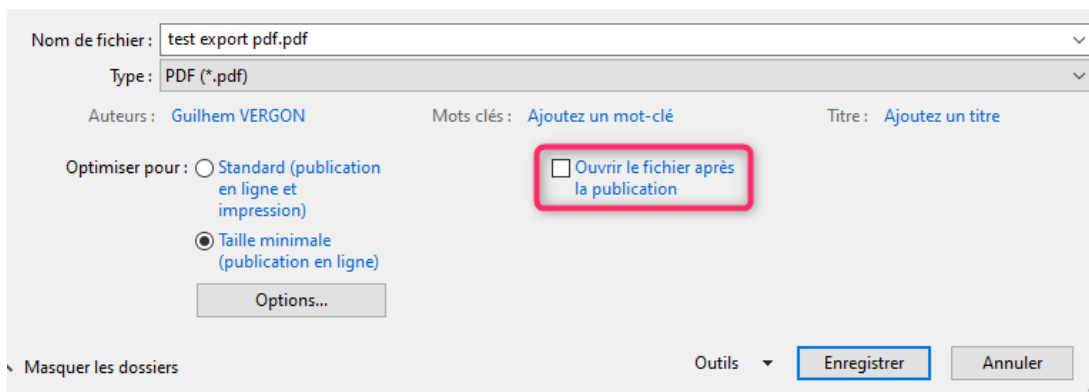 Nom de fichier : test export pdf.pdf
Type : PDF (*.pdf)
Auteurs : Guilhem VERGON Mots clés : Ajoutez un mot-clé Titre : Ajoutez un titre
Optimiser pour : Standard (publication
en ligne et
impression)
Taille minimale
(publication en ligne)
Ouvrir le fichier après
la publication
Options...
Masquer les dossiers Outils Enregistrer Annuler